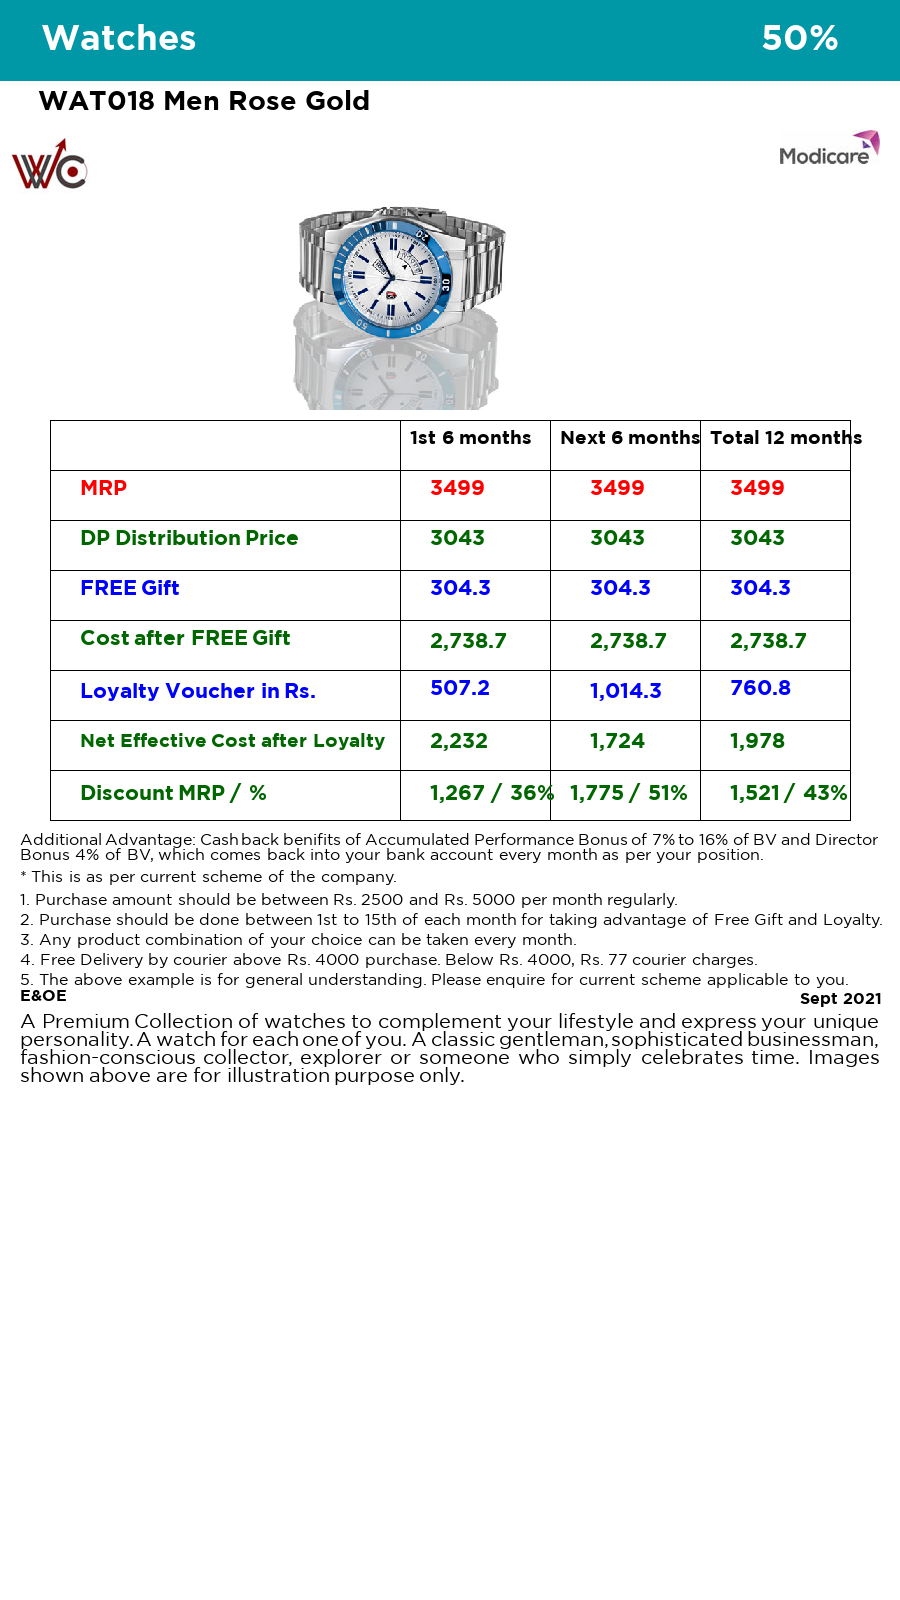 Watches 50%
WAT018 Men Rose Gold
WC
Modicare
20
30
40
50
1st 6 months Next 6 months Total 12 months
MRP 3499 3499 3499
DP Distribution Price 3043 3043 3043
FREE Gift 304.3 304.3 304.3
Cost after FREE Gift 2,738.7 2,738.7 2,738.7
Loyalty Voucher in Rs. 507.2 1,014.3 760.8
Net Effective Cost after Loyalty 2,232 1,724 1,978
Discount MRP / % 1,267 / 36% 1,775 / 51% 1,521 / 43%
Additional Advantage: Cashback benifits of Accumulated Performance Bonus of 7% to 16% of BV and Director
Bonus 4% of BV, which comes back into your bank account every month as per your position.
* This is as per current scheme of the company.
1. Purchase amount should be between Rs. 2500 and Rs. 5000 per month regularly.
2. Purchase should be done between 1st to 15th of each month for taking advantage of Free Gift and Loyalty.
3. Any product combination of your choice can be taken every month.
4. Free Delivery by courier above Rs. 4000 purchase. Below Rs. 4000, Rs. 77 courier charges.
5. The above example is for general understanding. Please enquire for current scheme applicable to you.
E&OE Sept 2021
A Premium Collection of watches to complement your lifestyle and express your unique
personality. A watch for each one of you. A classic gentleman, sophisticated businessman,
fashion-conscious collector, explorer or someone who simply celebrates time. Images
shown above are for illustration purpose only.